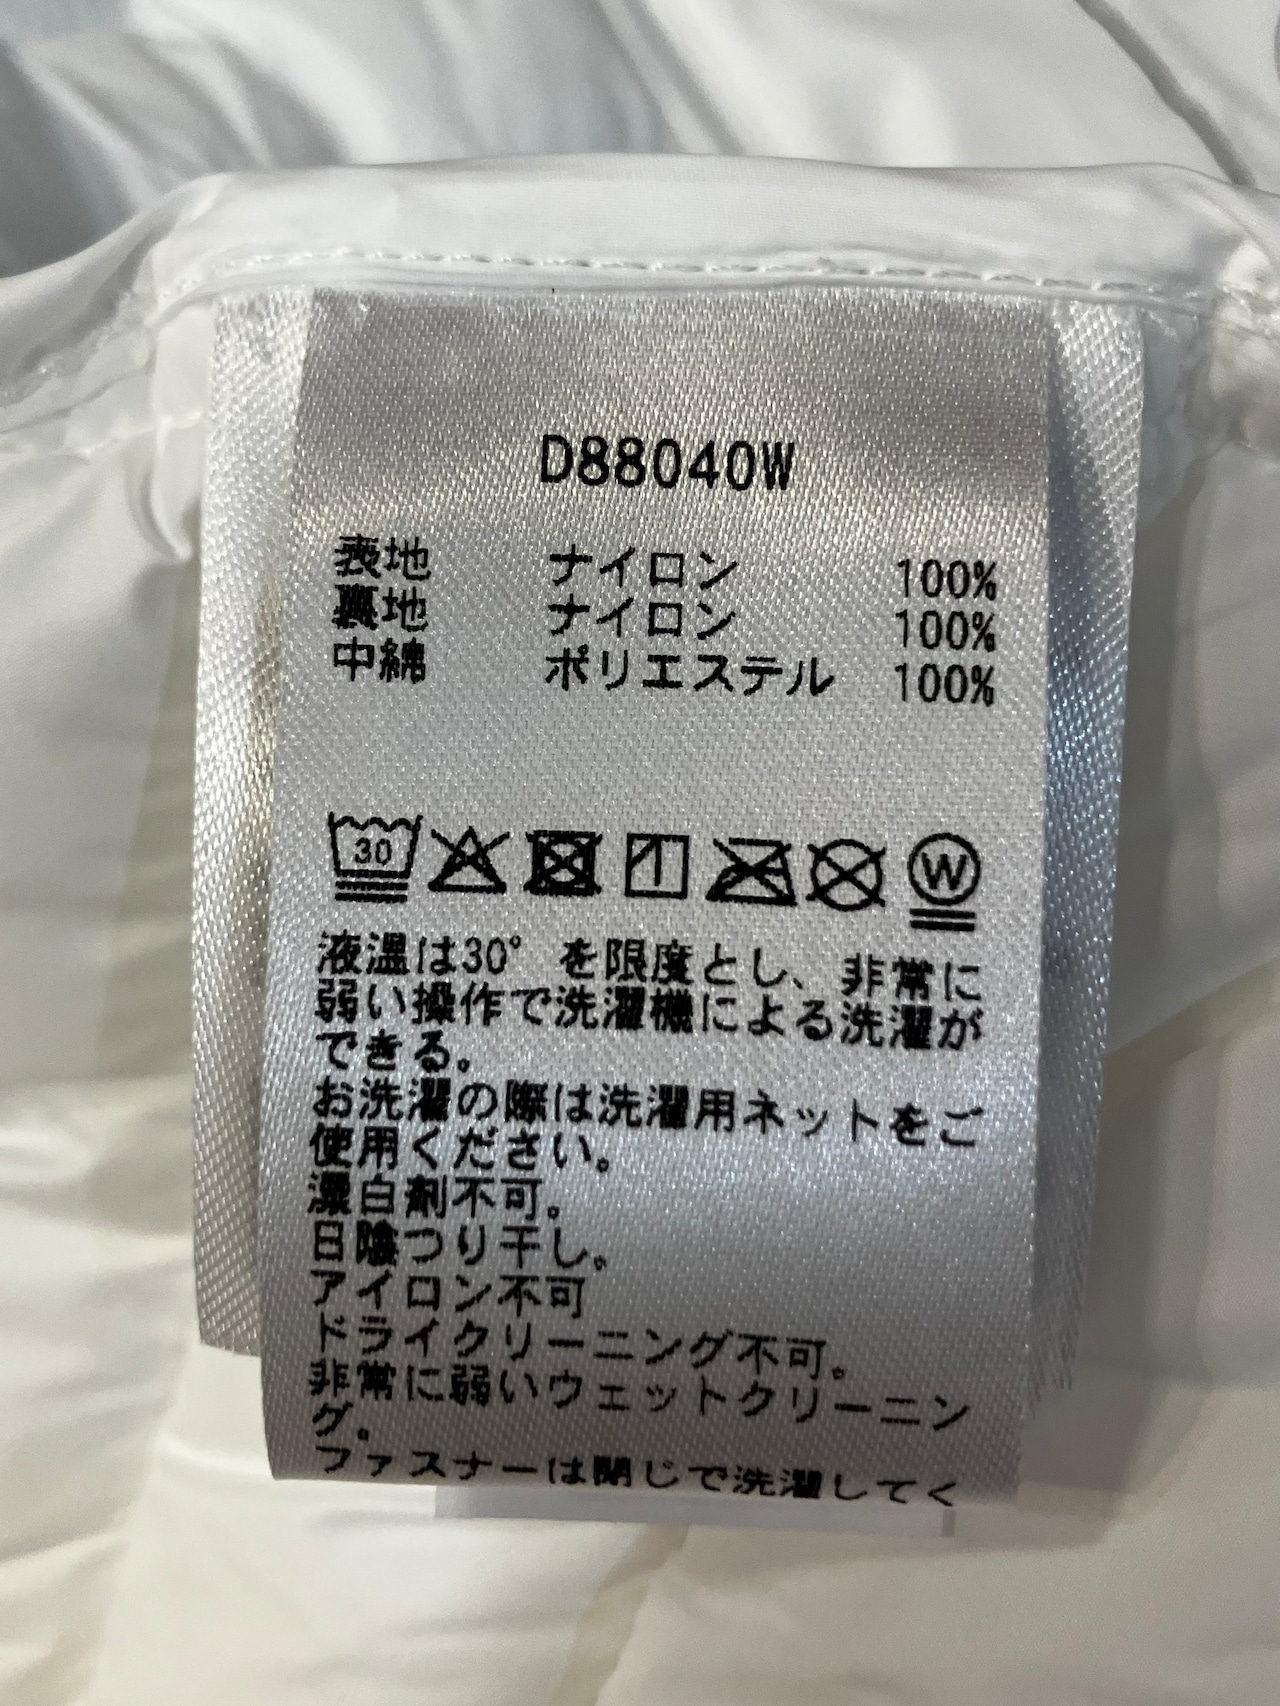 D88040W
表地 ナイロン 100%
裏地 ナイロン 100%
中綿 ポリエステル 100%
30 W
液温は30°を限度とし、非常に
弱い操作で洗濯機による洗濯が
できる。
お洗濯の際は洗濯用ネットをご
使用ください。
漂白剤不可。
日陰つり干し。
アイロン不可
ドライクリーニング不可。
非常に弱いウェットクリーニン
グ。
ファスナーは閉じで洗濯してく